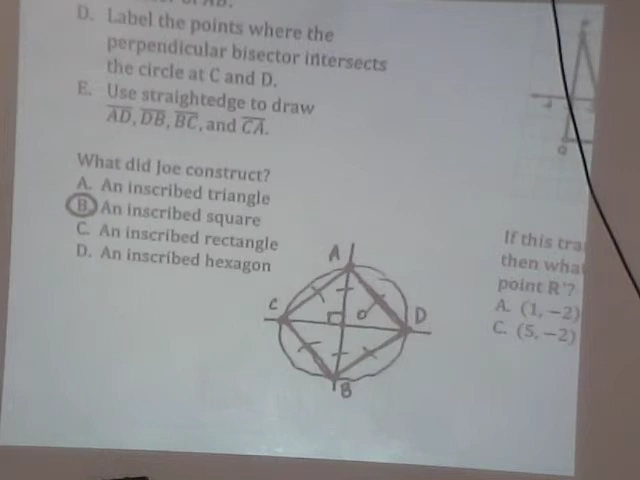 D. Label the points where the
perpendicular bisector intersects
the circle at C and D.
E. Use straightedge to draw
AD, DB, BC, and CA.
What did Joe construct?
A. An inscribed triangle
B. An inscribed square
C. An inscribed rectangle
D. An inscribed hexagon
A
C
D
B
If this
then
point R'?
A. (1, −2)
C. (5, −2)